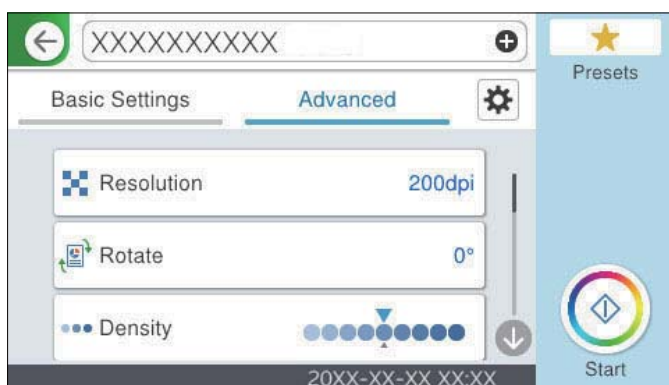 XXXXXXXXXX
Presets
Basic Settings Advanced
Resolution 200dpi
Rotate 0°
Density
Start
20XX-XX-XX XX:XX